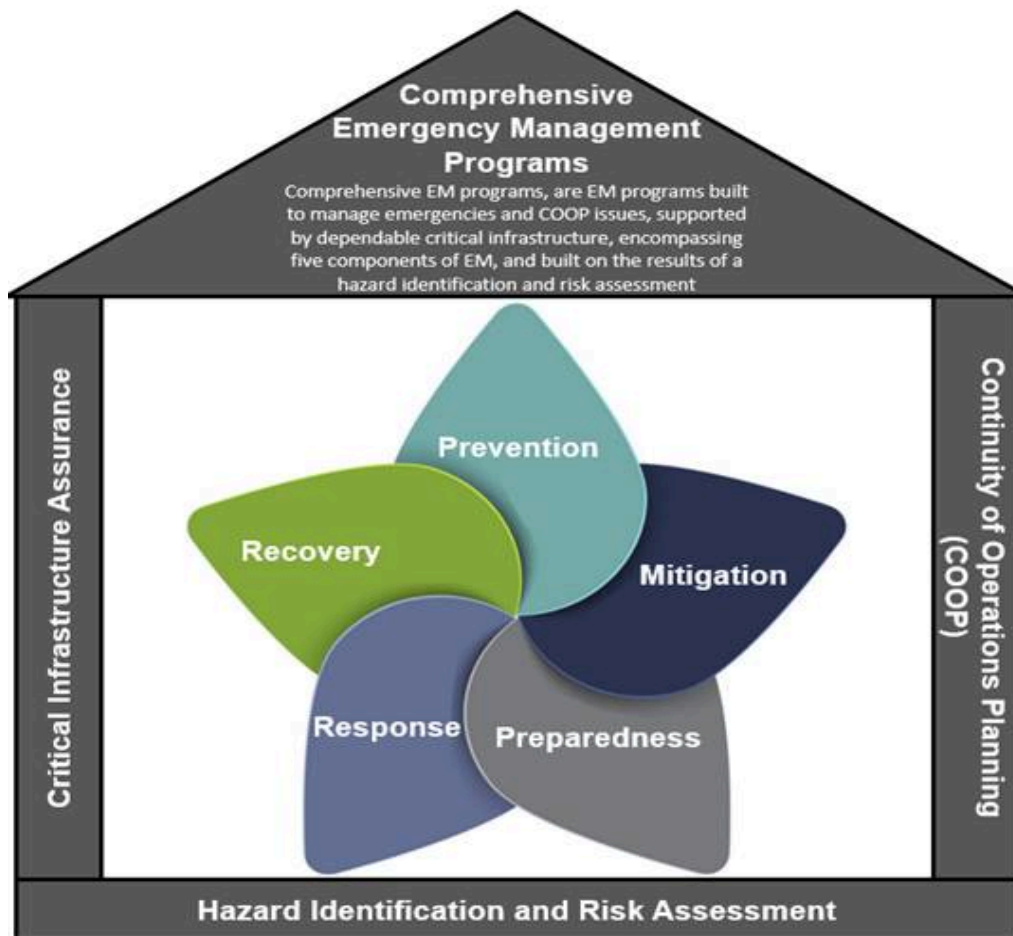 Comprehensive
Emergency Management
Programs
Comprehensive EM programs, are EM programs built
to manage emergencies and COOP issues, supported
by dependable critical infrastructure, encompassing
five components of EM, and built on the results of a
hazard identification and risk assessment
Critical Infrastructure Assurance
Prevention
Recovery
Mitigation
Response
Preparedness
Continuity of Operations Planning
(COOP)
Hazard Identification and Risk Assessment